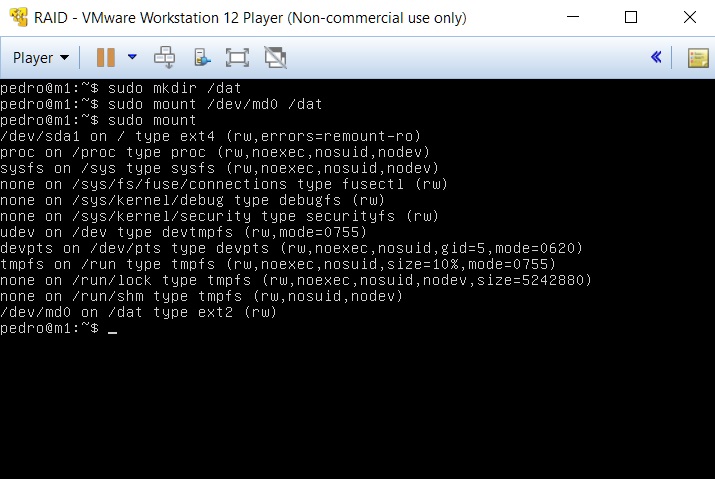 RAID - VMware Workstation 12 Player (Non-commercial use only)
Player
pedro@m1:~$ sudo mkdir /dat
pedro@m1:~$ sudo mount /dev/md0 /dat
pedro@m1:~$ sudo mount
/dev/sda1 on / type ext4 (rw,errors=remount-ro)
proc on /proc type proc (rw,noexec,nosuid,nodev)
sysfs on /sys type sysfs (rw,noexec,nosuid,nodev)
none on /sys/fs/fuse/connections type fusectl (rw)
none on /sys/kernel/debug type debugfs (rw)
none on /sys/kernel/security type securityfs (rw)
udev on /dev type devtmpfs (rw,mode=0755)
devpts on /dev/pts type devpts (rw,noexec,nosuid,gid=5,mode=0620)
tmpfs on /run type tmpfs (rw,noexec,nosuid,size=10%,mode=0755)
none on /run/lock type tmpfs (rw,noexec,nosuid,nodev,size=5242880)
none on /run/shm type tmpfs (rw,nosuid,nodev)
/dev/md0 on /dat type ext2 (rw)
pedro@m1:~$ _